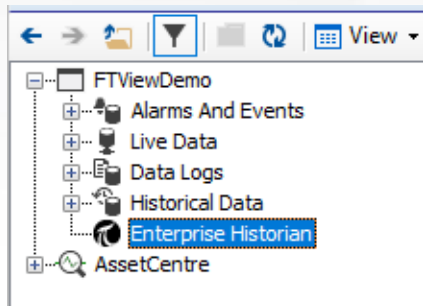 View
FTViewDemo
Alarms And Events
Live Data
Data Logs
Historical Data
Enterprise Historian
AssetCentre